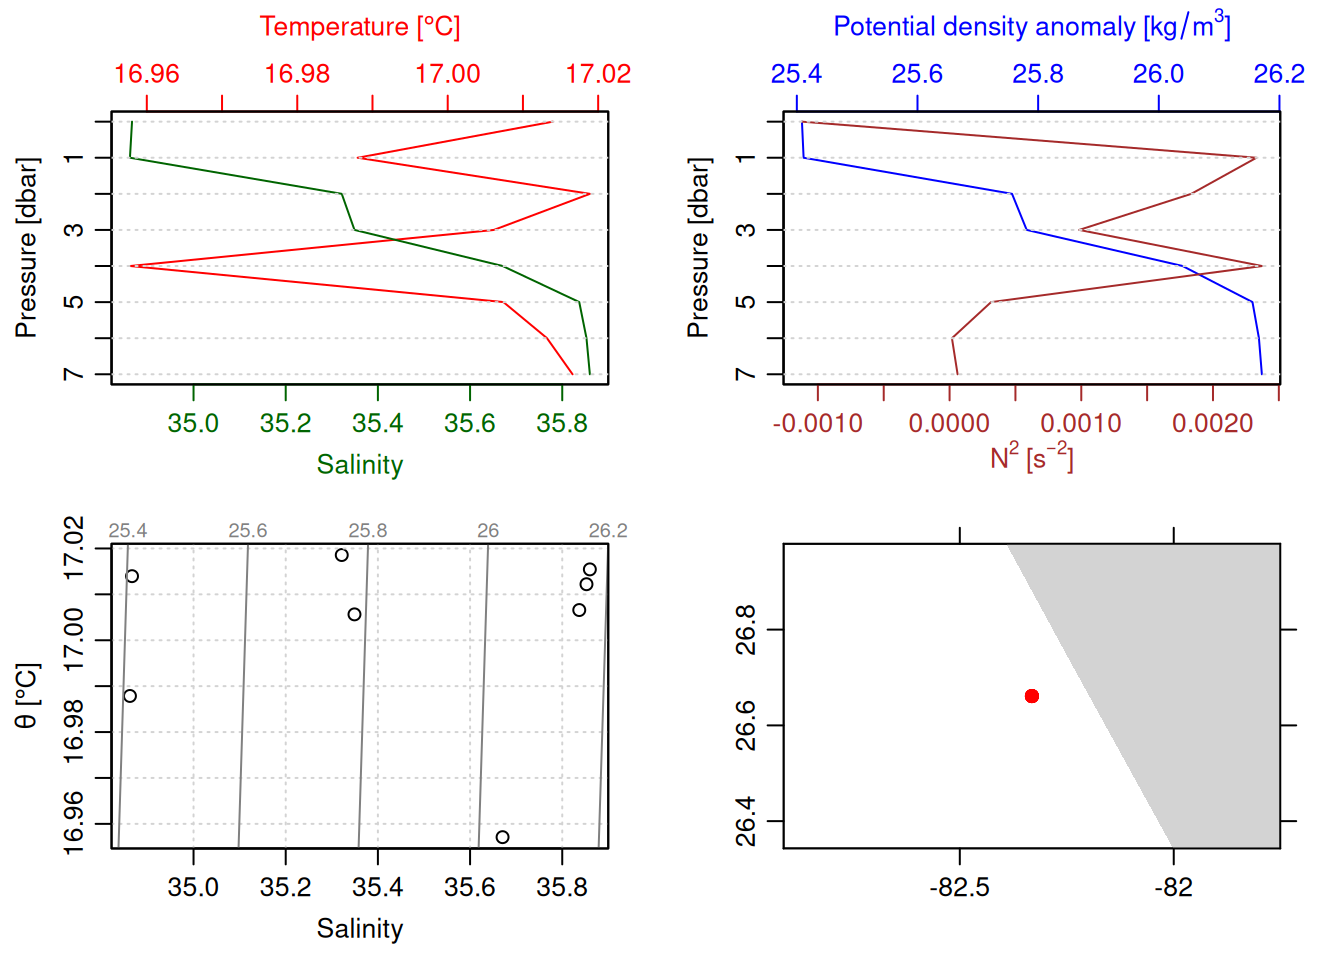 Temperature [°C]
16.96 16.98 17.00 17.02
Pressure [dbar]
1
3
5
7
35.0 35.2 35.4 35.6 35.8
Salinity
Potential density anomaly [kg/m³]
25.4 25.6 25.8 26.0 26.2
Pressure [dbar]
1
3
5
7
-0.0010 0.0000 0.0010 0.0020
N² [s⁻²]
25.4 25.6 25.8 26 26.2
θ [°C]
17.02
17.00
16.98
16.96
35.0 35.2 35.4 35.6 35.8
Salinity
26.8
26.6
26.4
-82.5 -82